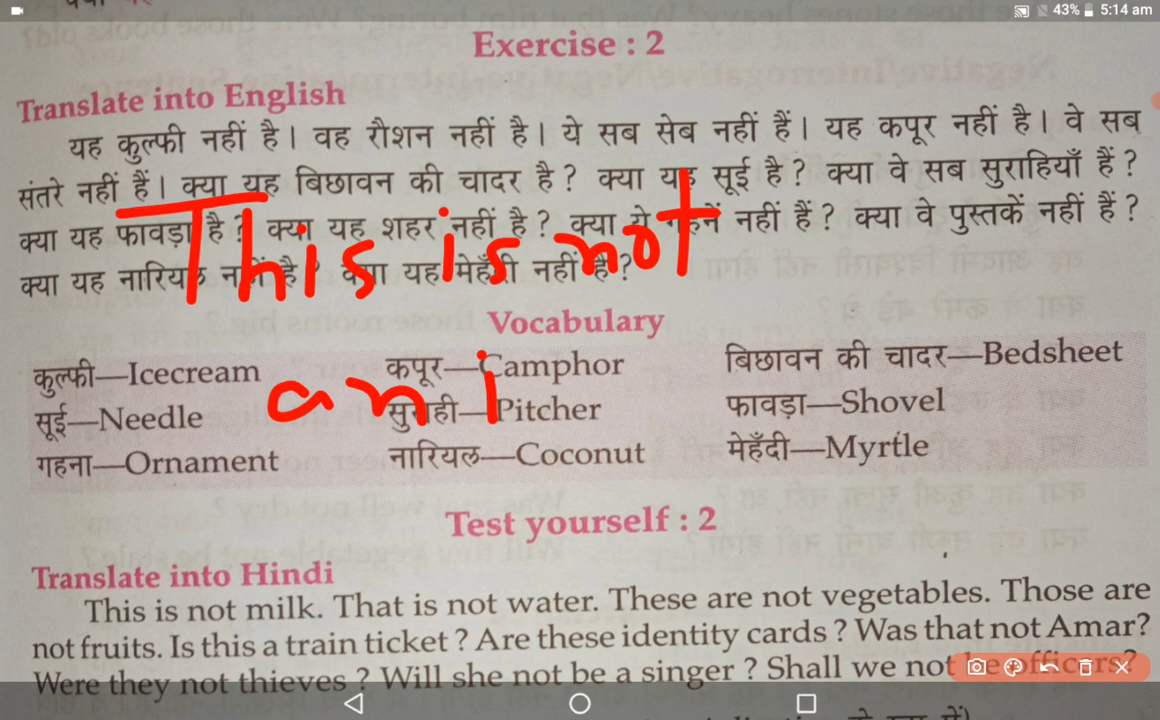 43% 5:14 am
Exercise : 2
Translate into English
यह कुल्फी नहीं है। वह रौशन नहीं है। ये सब सेब नहीं हैं। यह कपूर नहीं है। वे सब
संतरे नहीं हैं। क्या यह बिछावन की चादर है? क्या यह सूई है? क्या वे सब सुराहियाँ हैं?
क्या यह फावड़ा है? क्या यह शहर नहीं है? क्या ये नहीं हैं? क्या वे पुस्तकें नहीं हैं?
This is not
क्या यह नारियल नहीं है? क्या यह मेहँदी नहीं है?
Vocabulary
कुल्फी—Icecream कपूर—Camphor बिछावन की चादर—Bedsheet
an i
सूई—Needle सुराही—Pitcher फावड़ा—Shovel
गहना—Ornament नारियल—Coconut मेहँदी—Myrtle
Test yourself : 2
Translate into Hindi
This is not milk. That is not water. These are not vegetables. Those are
not fruits. Is this a train ticket ? Are these identity cards ? Was that not Amar?
Were they not thieves ? Will she not be a singer ? Shall we not be officers?